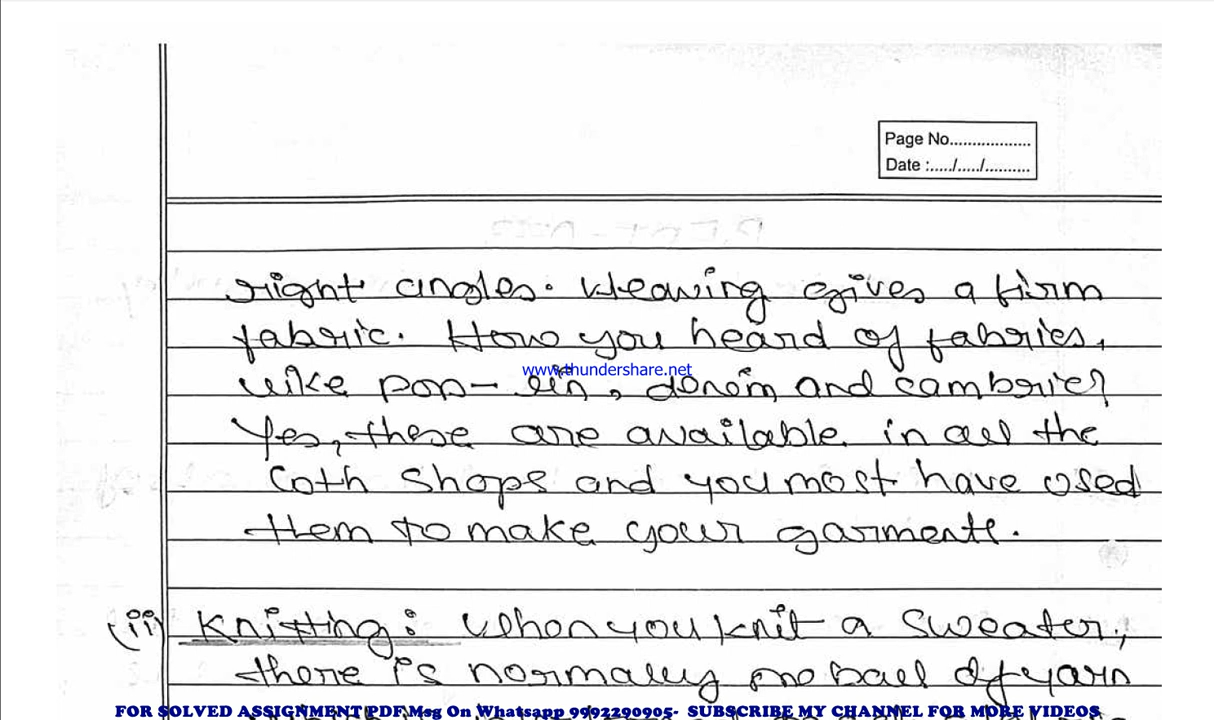 Page No...................
Date :...../...../..........
right angles. Weaving gives a firm
fabric. How you heard of fabries,
www.thundershare.net
like pop- lin, denim and cambric?
Yes, these are available in all the
Coth Shops and you most have used
them to make your garments.
(ii) Knitting: When you knit a Sweater,
there is normally one ball of yarn
FOR SOLVED ASSIGNMENT PDF Msg On Whatsapp 9992290905- SUBSCRIBE MY CHANNEL FOR MORE VIDEOS